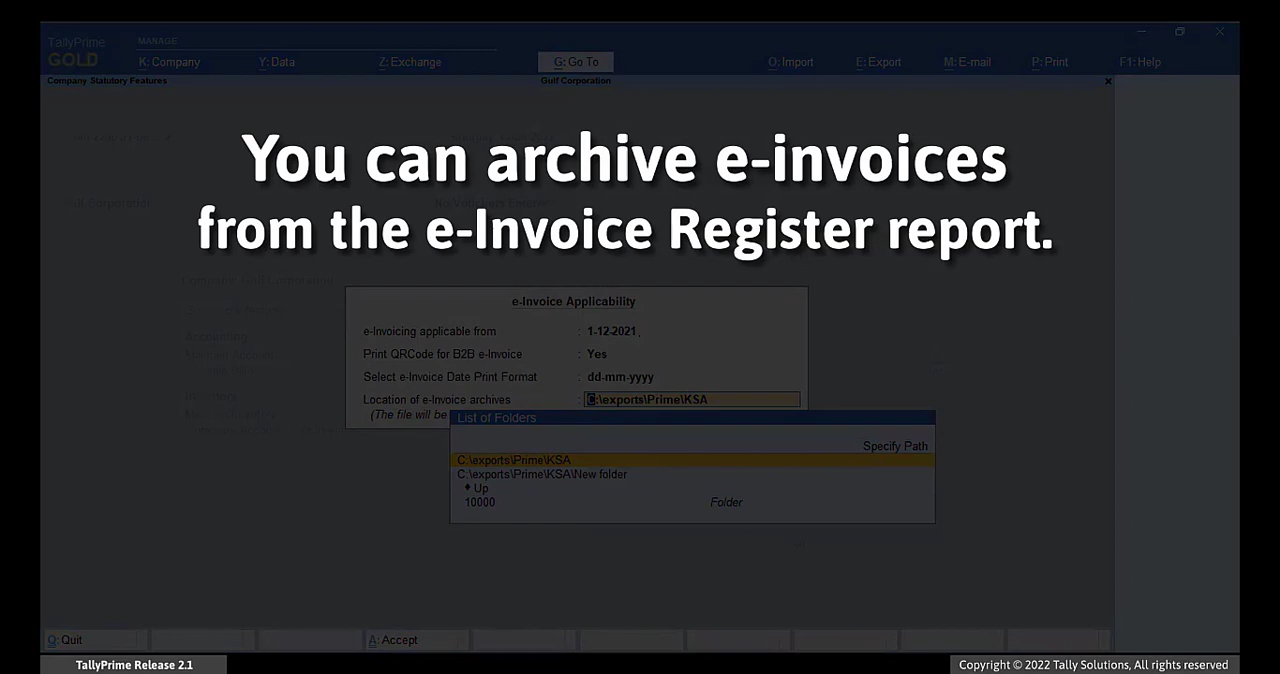 TallyPrime
MANAGE
GOLD
K: Company
Y: Data
Z: Exchange
G: Go To
O: Import
E: Export
M: E-mail
P: Print
F1: Help
Company Statutory Features
Gulf Corporation
You can archive e-invoices
from the e-Invoice Register report.
e-Invoice Applicability
e-Invoicing applicable from : 1-12-2021
Print QRCode for B2B e-Invoice : Yes
Select e-Invoice Date Print Format : dd-mm-yyyy
Location of e-Invoice archives : C:\exports\Prime\KSA
(The file will be
List of Folders
Specify Path
C:\exports\Prime\KSA
C:\exports\Prime\KSA\New folder
♦ Up
10000 Folder
Q: Quit
A: Accept
TallyPrime Release 2.1
Copyright © 2022 Tally Solutions, All rights reserved